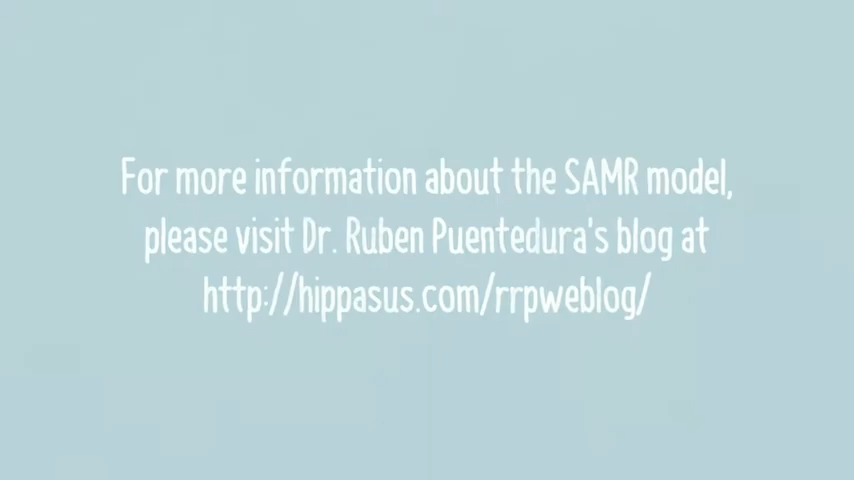 For more information about the SAMR model,
please visit Dr. Ruben Puentedura's blog at
http://hippasus.com/rrpweblog/